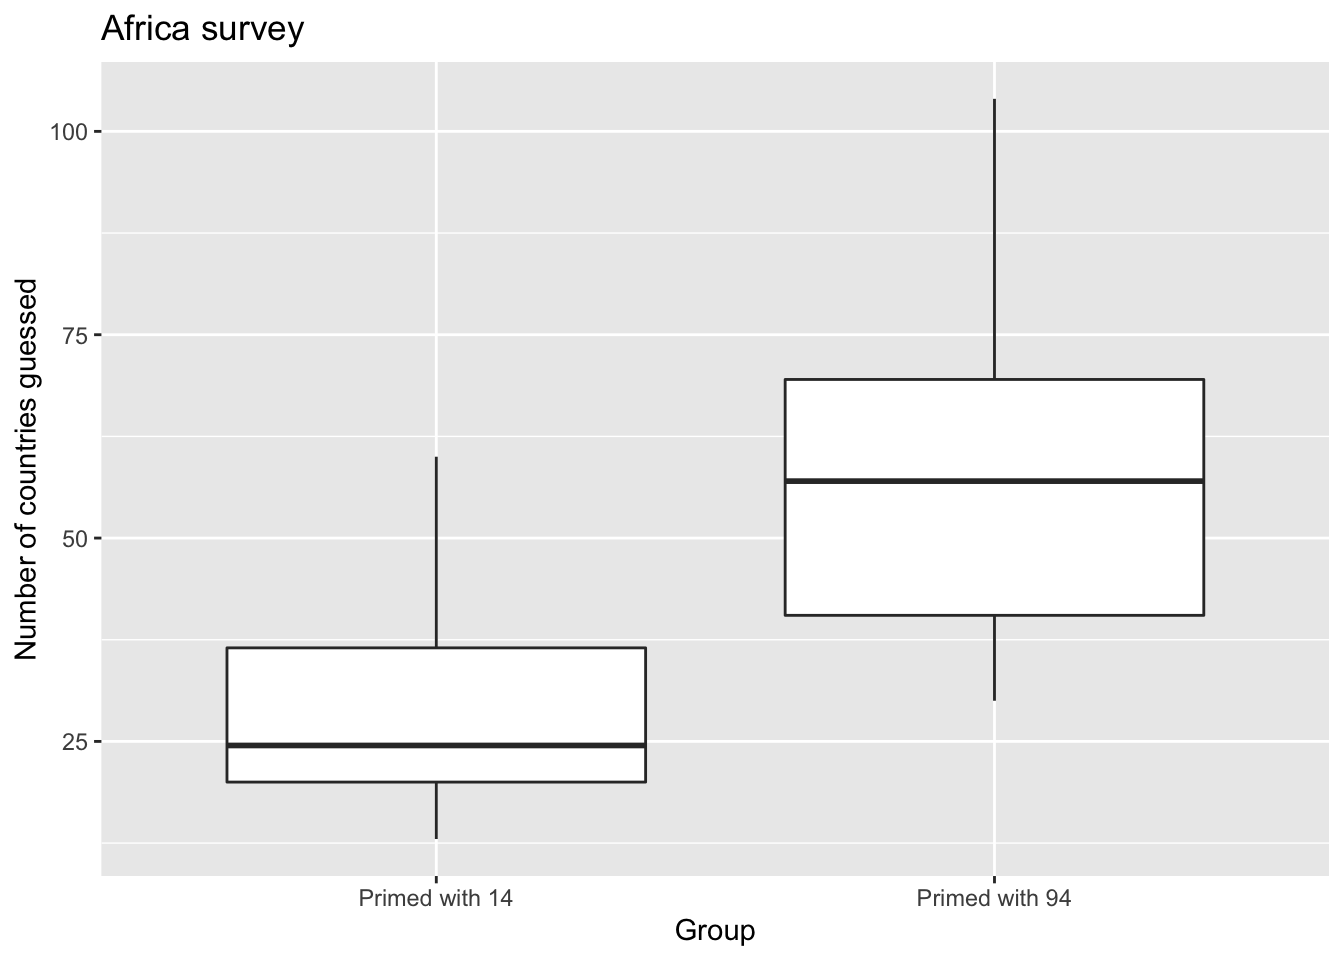 Africa survey
Number of countries guessed
100
75
50
25
Primed with 14
Primed with 94
Group